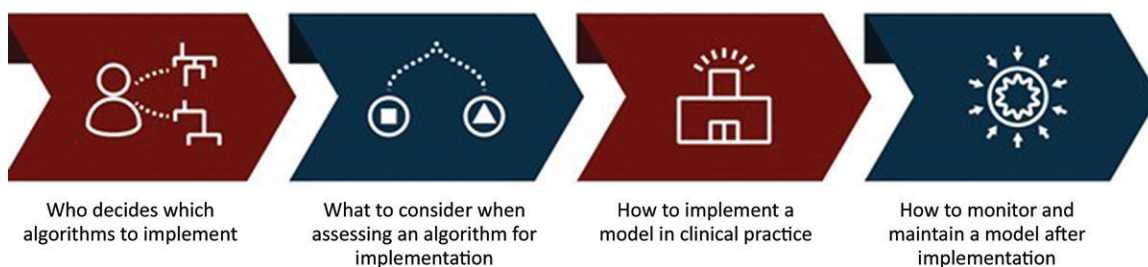 Who decides which
algorithms to implement
What to consider when
assessing an algorithm for
implementation
How to implement a
model in clinical practice
How to monitor and
maintain a model after
implementation